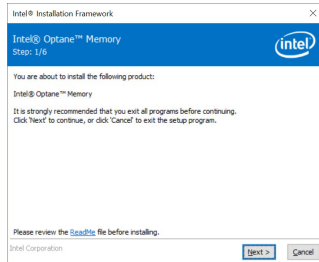 Intel® Installation Framework
Intel® Optane™ Memory
Step: 1/6
intel
You are about to install the following product:
Intel® Optane™ Memory
It is strongly recommended that you exit all programs before continuing.
Click 'Next' to continue, or click 'Cancel' to exit the setup program.
Please review the ReadMe file before installing.
Intel Corporation
Next >
Cancel